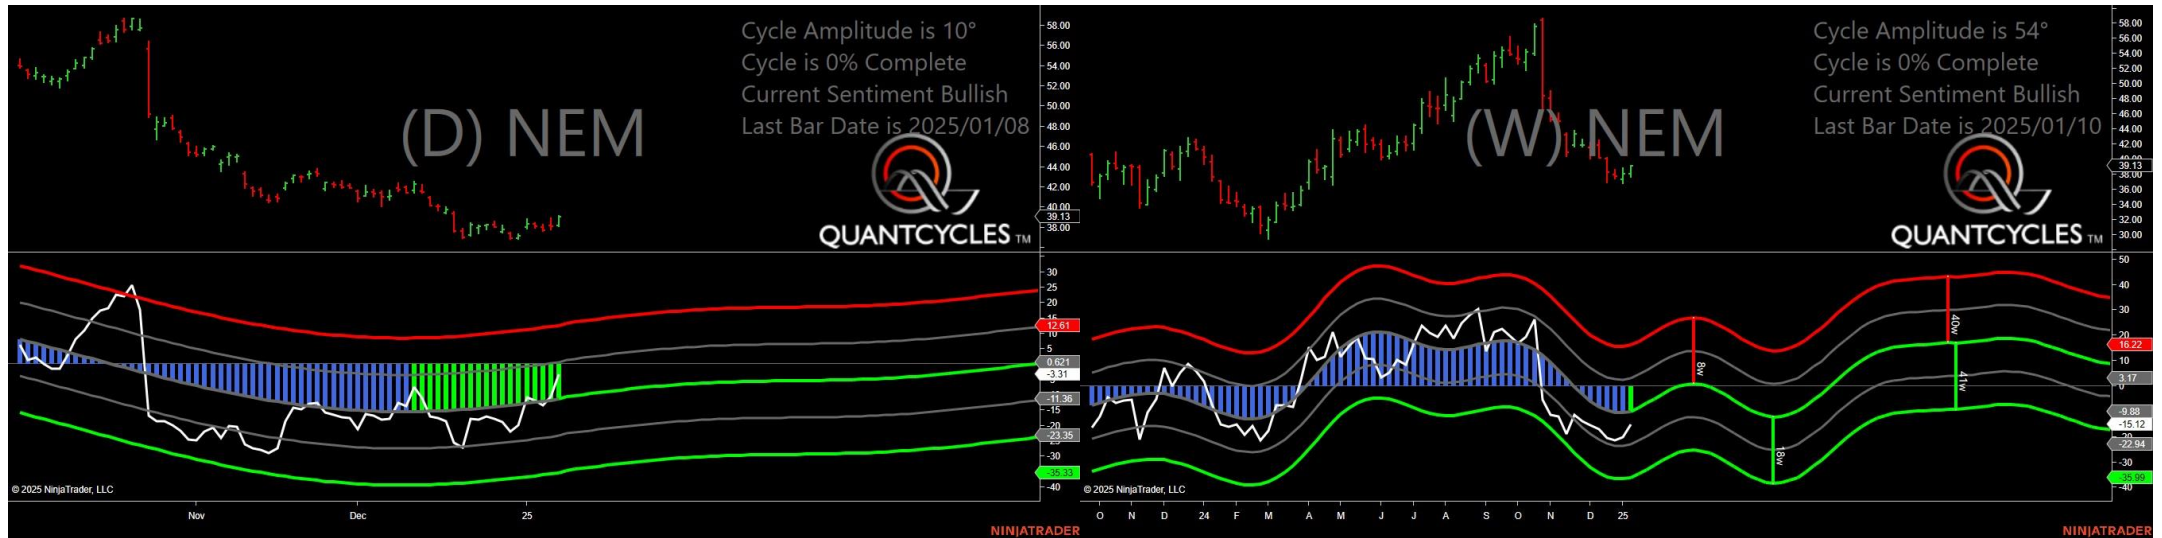 Cycle Amplitude is 10°
Cycle is 0% Complete
Current Sentiment Bullish
Last Bar Date is 2025/01/08
(D) NEM
QUANTCYCLES TM
58.00
56.00
54.00
52.00
50.00
48.00
46.00
44.00
42.00
40.00
39.13
38.00
30
25
20
12.61
5
0.621
-3.31
-11.36
-15
-23.35
-30
-35.33
-40
© 2025 NinjaTrader, LLC
Nov
Dec
25
NINJATRADER
Cycle Amplitude is 54°
Cycle is 0% Complete
Current Sentiment Bullish
Last Bar Date is 2025/01/10
(W) NEM
QUANTCYCLES TM
58.00
56.00
54.00
52.00
50.00
48.00
46.00
44.00
42.00
39.13
38.00
36.00
34.00
32.00
30.00
50
40
30
20
16.22
10
3.17
-9.88
-15.12
-22.94
-30
-35.99
-40
8w
18w
40w
41w
© 2025 NinjaTrader, LLC
O N D 24 F M A M J J A S O N D 25
NINJATRADER